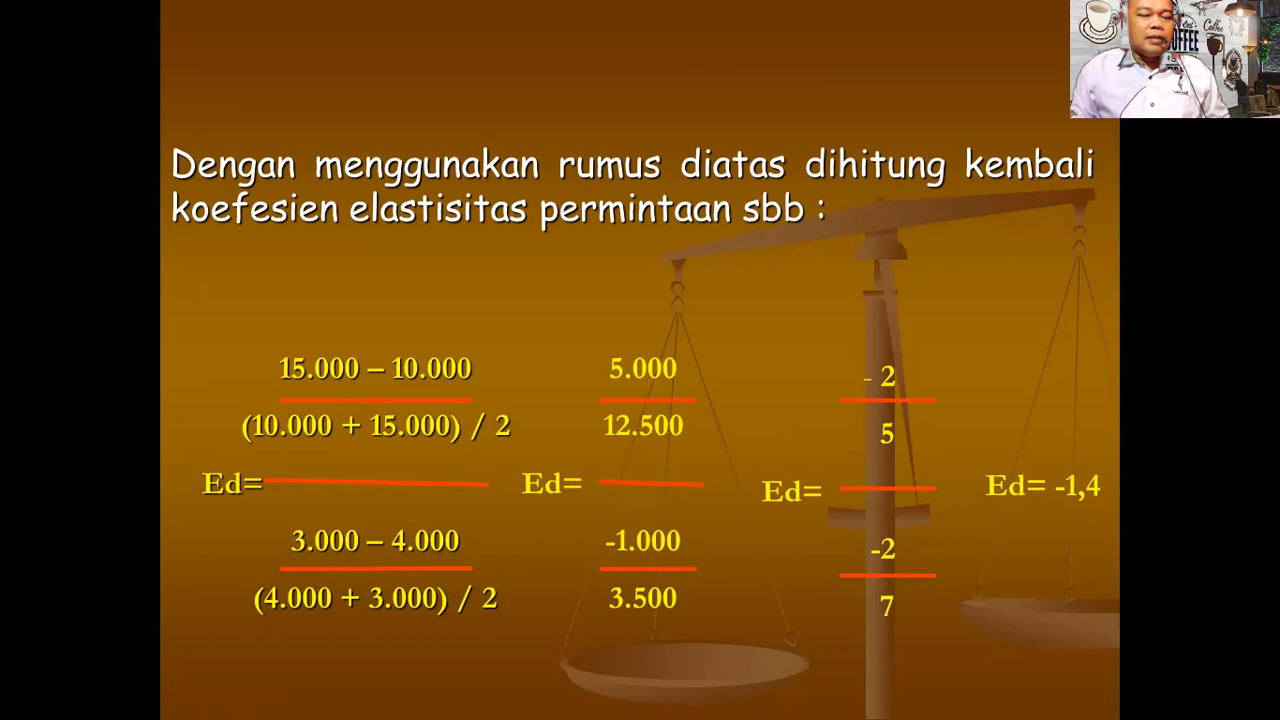 Dengan menggunakan rumus diatas dihitung kembali
koefesien elastisitas permintaan sbb :
15.000 – 10.000
(10.000 + 15.000) / 2
Ed=
3.000 – 4.000
(4.000 + 3.000) / 2
5.000
12.500
Ed=
-1.000
3.500
- 2
5
Ed=
-2
7
Ed= -1,4
Coffee
COFFEE